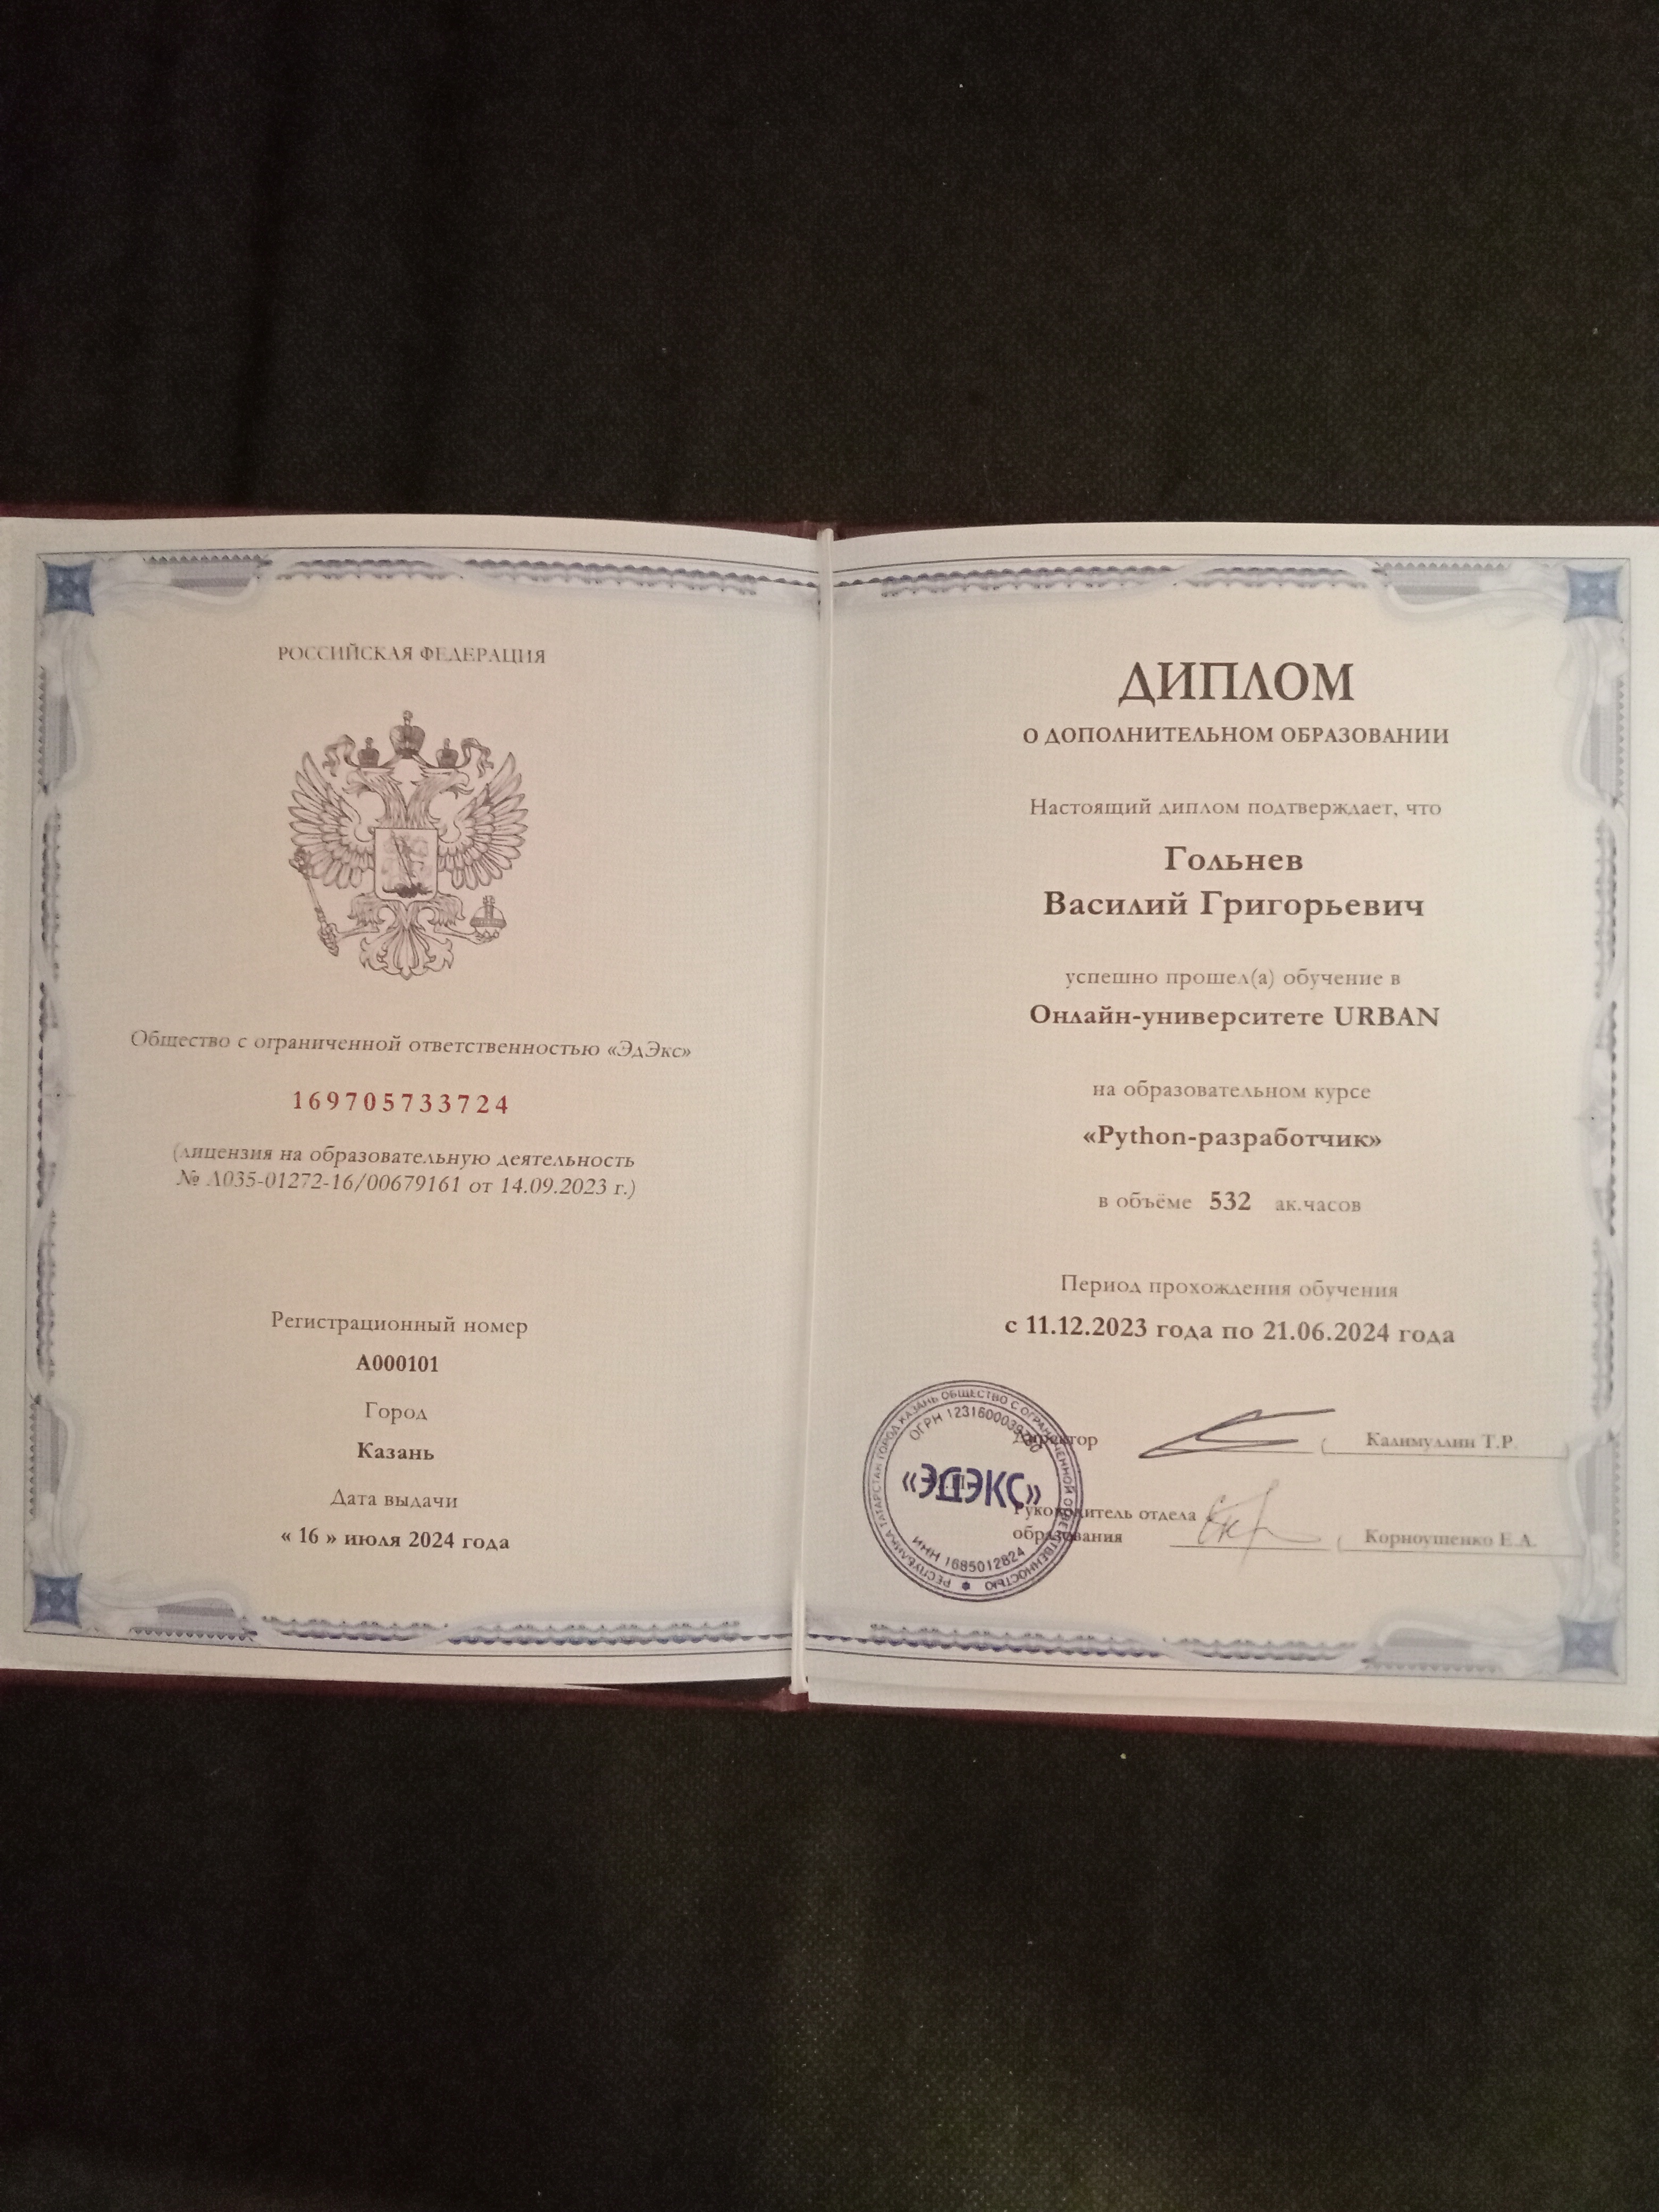 РОССИЙСКАЯ ФЕДЕРАЦИЯ
Общество с ограниченной ответственностью «ЭдЭкс»
169705733724
(лицензия на образовательную деятельность
№ Л035-01272-16/00679161 от 14.09.2023 г.)
Регистрационный номер
А000101
Город
Казань
Дата выдачи
« 16 » июля 2024 года
ДИПЛОМ
О ДОПОЛНИТЕЛЬНОМ ОБРАЗОВАНИИ
Настоящий диплом подтверждает, что
Гольнев
Василий Григорьевич
успешно прошел(а) обучение в
Онлайн-университете URBAN
на образовательном курсе
«Python-разработчик»
в объёме 532 ак.часов
Период прохождения обучения
с 11.12.2023 года по 21.06.2024 года
Директор ( Калимуллин Т.Р.
Руководитель отдела
образования ( Корноушенко Е.А.
РЕСПУБЛИКА ТАТАРСТАН ГОРОД КАЗАНЬ ОБЩЕСТВО С ОГРАНИЧЕННОЙ ОТВЕТСТВЕННОСТЬЮ
ОГРН
«ЭДЭКС»
ИНН 1685012824